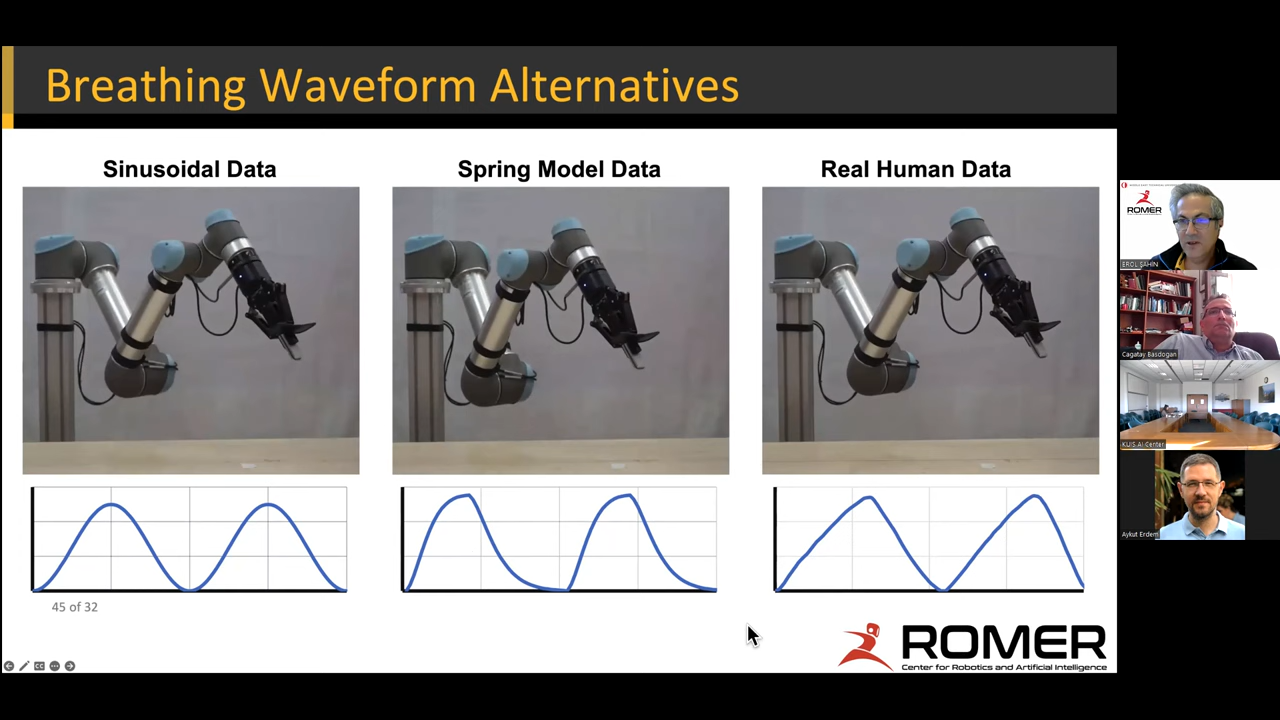 Breathing Waveform Alternatives
Sinusoidal Data
Spring Model Data
Real Human Data
45 of 32
ROMER
Center for Robotics and Artificial Intelligence
ROMER
EROL ŞAHİN
Cagatay Basdogan
KUIS AI Center
Aykut Erdem